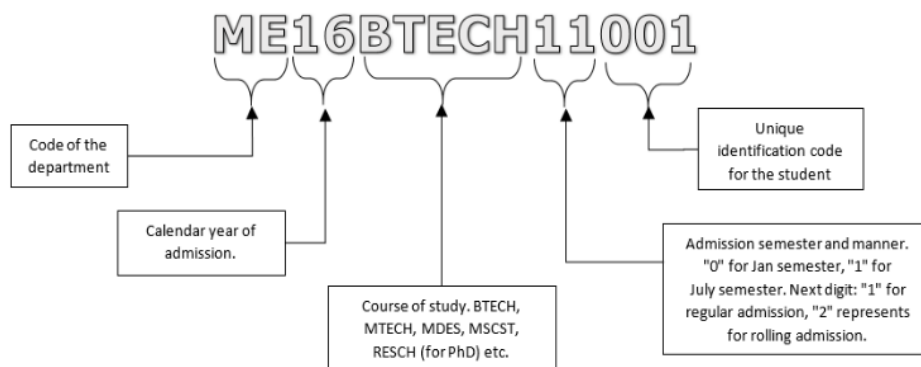 ME16BTECH11001
Code of the
department
Unique
identification code
for the student
Calendar year of
admission.
Admission semester and manner.
"0" for Jan semester, "1" for
July semester. Next digit: "1" for
regular admission, "2" represents
for rolling admission.
Course of study. BTECH,
MTECH, MDES, MSCST,
RESCH (for PhD) etc.